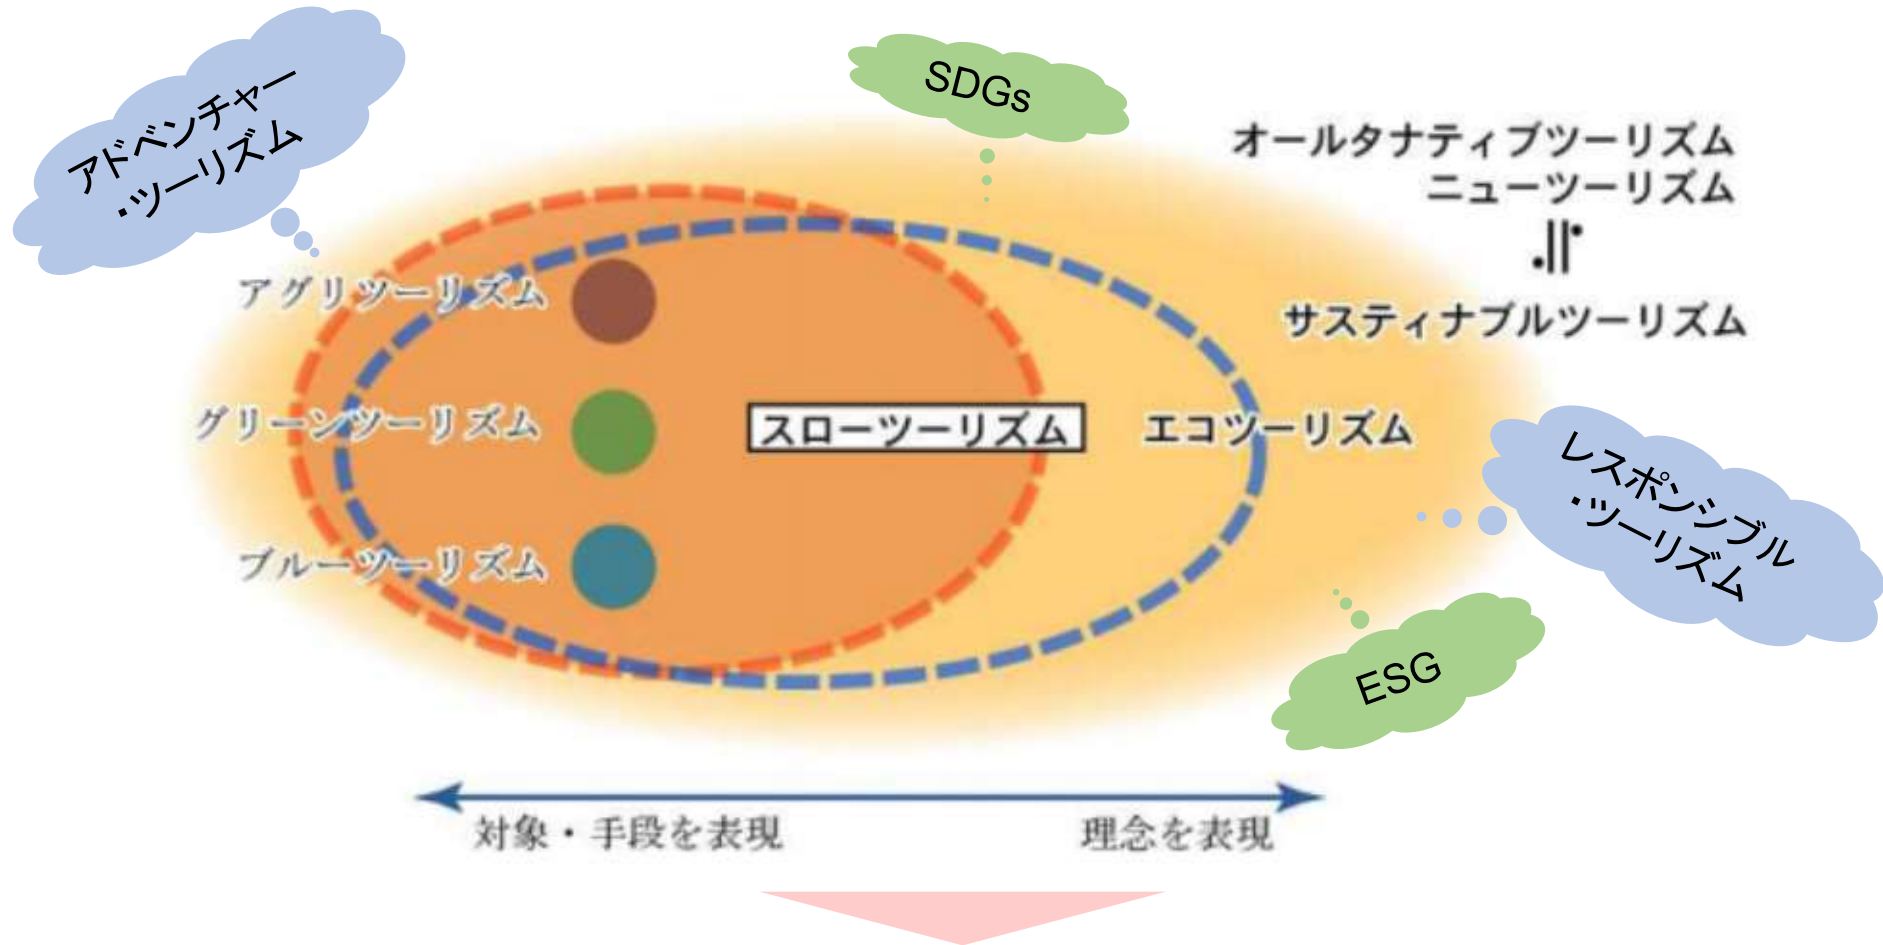 アドベンチャー
・ツーリズム
SDGs
オールタナティブツーリズム
ニューツーリズム
≒
サスティナブルツーリズム
アグリツーリズム
グリーンツーリズム
スローツーリズム
エコツーリズム
レスポンシブル
・ツーリズム
ブルーツーリズム
ESG
対象・手段を表現
理念を表現